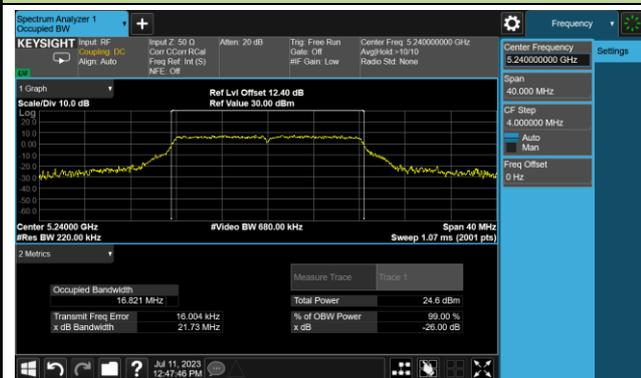 Spectrum Analyzer 1
Occupied BW
Frequency
KEYSIGHT
Input: RF
Coupling: DC
Align: Auto
Input Z: 50 Ω
Corr CCorr RCal
Freq Ref: Int (S)
NFE: Off
Atten: 20 dB
Trig: Free Run
Gate: Off
#IF Gain: Low
Center Freq: 5.240000000 GHz
Avg|Hold:>10/10
Radio Std: None
Center Frequency
5.240000000 GHz
Settings
Span
40.000 MHz
CF Step
4.000000 MHz
Auto
Man
Freq Offset
0 Hz
1 Graph
Scale/Div 10.0 dB
Ref Lvl Offset 12.40 dB
Ref Value 30.00 dBm
Log
20.0
10.0
0.00
-10.0
-20.0
-30.0
-40.0
-50.0
-60.0
Center 5.24000 GHz
#Res BW 220.00 kHz
#Video BW 680.00 kHz
Span 40 MHz
Sweep 1.07 ms (2001 pts)
2 Metrics
Measure Trace
Trace 1
Occupied Bandwidth
16.821 MHz
Total Power
24.6 dBm
Transmit Freq Error
16.004 kHz
% of OBW Power
99.00 %
x dB Bandwidth
21.73 MHz
x dB
-26.00 dB
Jul 11, 2023
12:47:46 PM